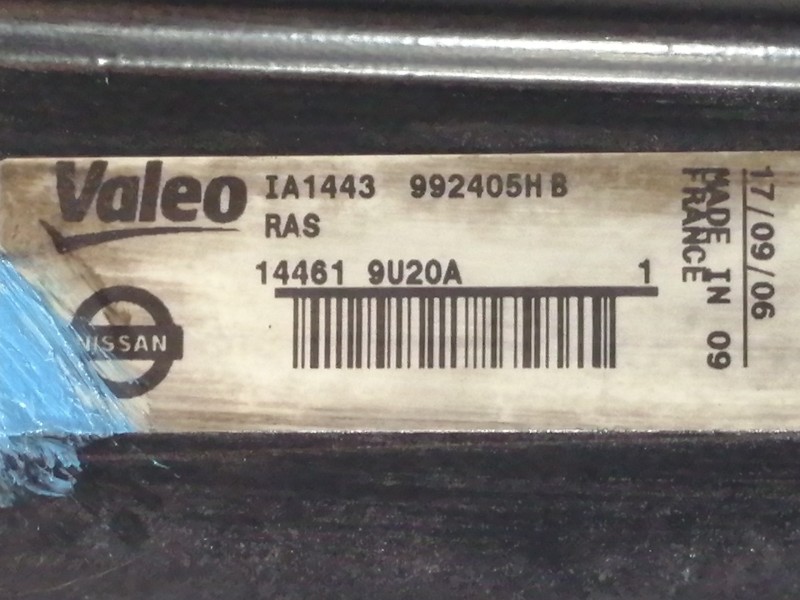 Valeo
IA1443 992405H B
RAS
14461 9U20A 1
NISSAN
MADE IN 09
FRANCE
17/09/06